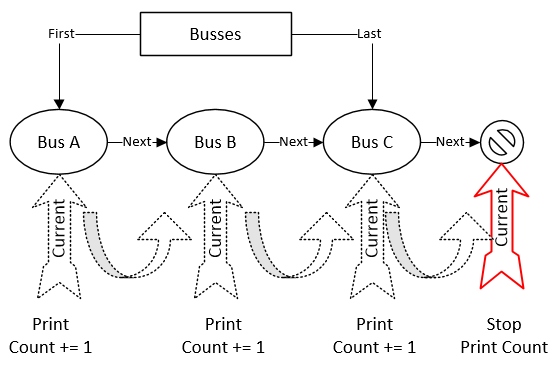 First
Busses
Last
Bus A
Next
Bus B
Next
Bus C
Next
Current
Current
Current
Current
Print
Count += 1
Print
Count += 1
Print
Count += 1
Stop
Print Count